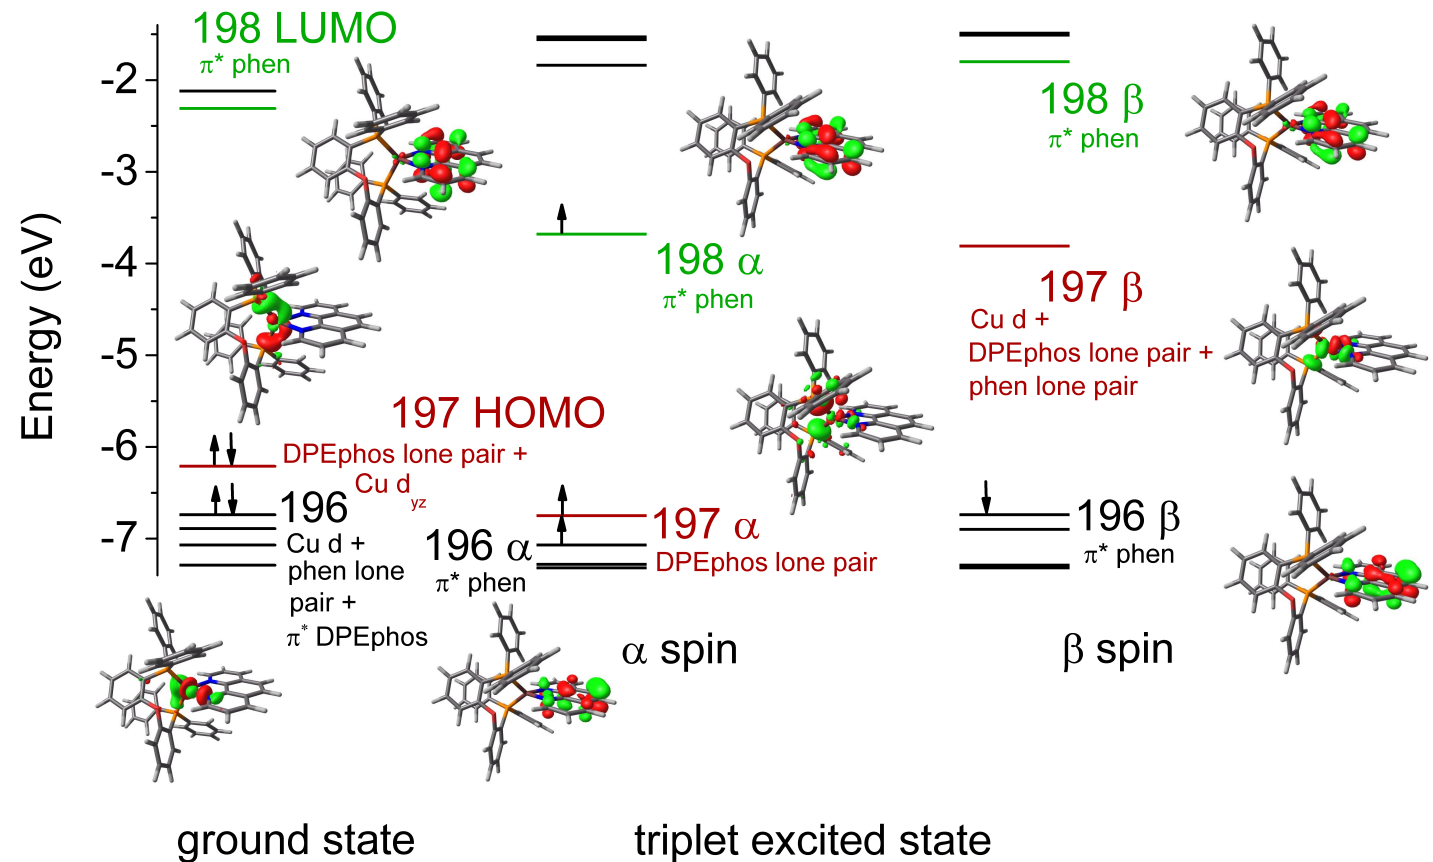 Energy (eV)
-2
-3
-4
-5
-6
-7
198 LUMO
π* phen
197 HOMO
DPEphos lone pair +
Cu dyz
196
Cu d +
phen lone
pair +
π* DPEphos
ground state
198 α
π* phen
197 α
DPEphos lone pair
196 α
π* phen
α spin
198 β
π* phen
197 β
Cu d +
DPEphos lone pair +
phen lone pair
196 β
π* phen
β spin
triplet excited state